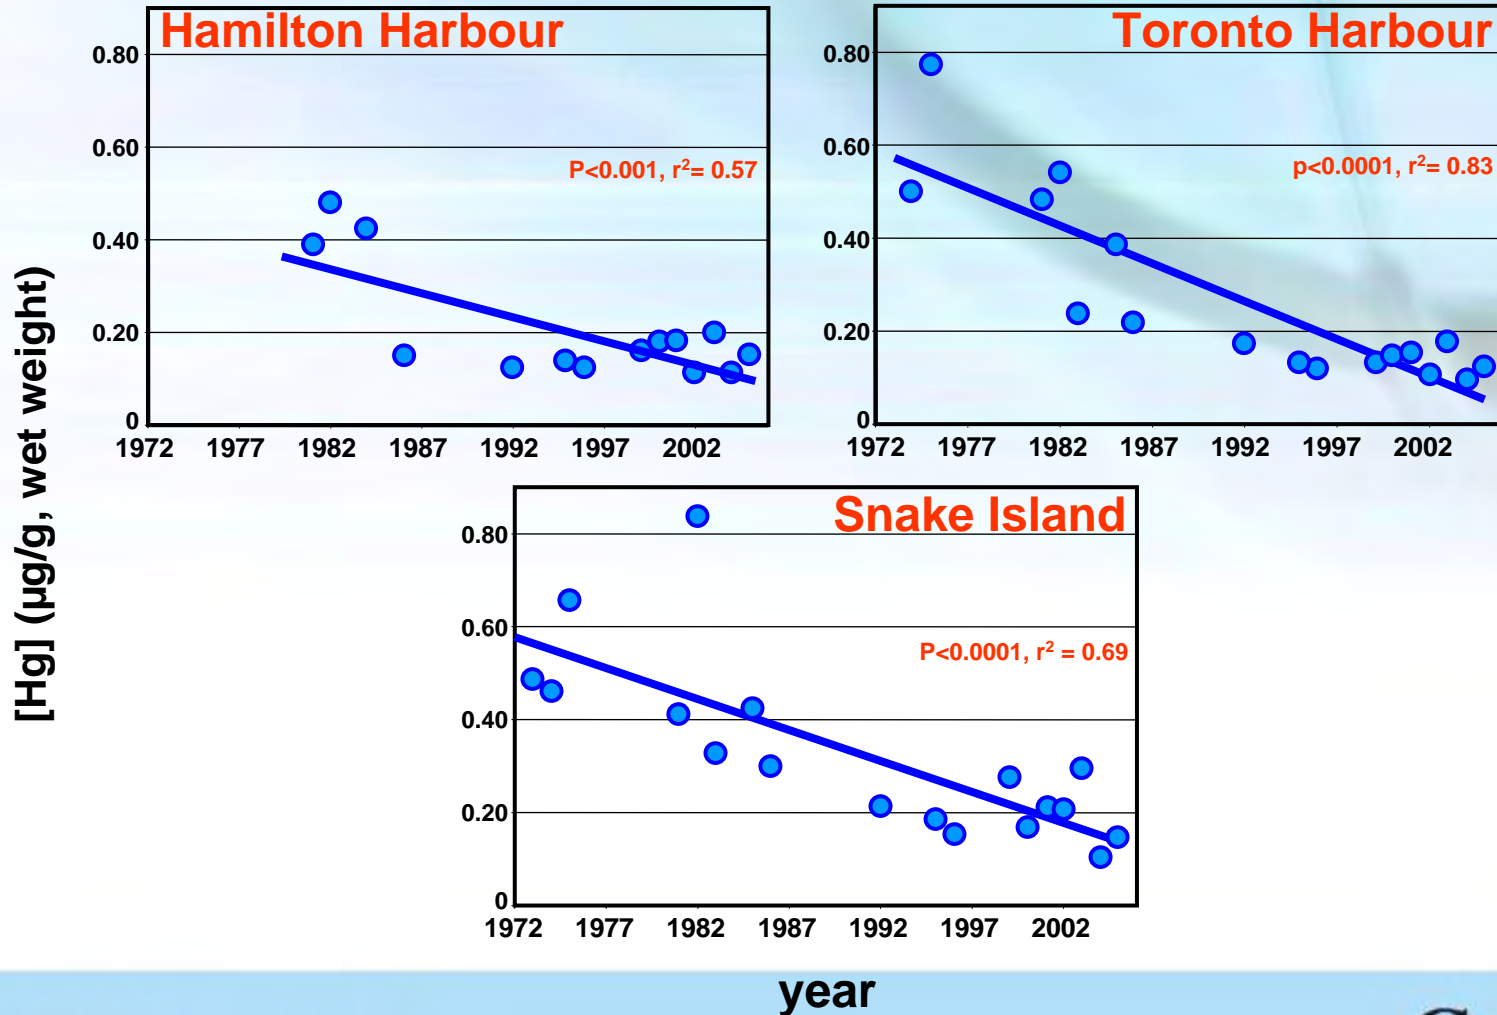 Hamilton Harbour
P<0.001, r²= 0.57
0.80
0.60
0.40
0.20
0
1972 1977 1982 1987 1992 1997 2002
Toronto Harbour
p<0.0001, r²= 0.83
0.80
0.60
0.40
0.20
0
1972 1977 1982 1987 1992 1997 2002
[Hg] (µg/g, wet weight)
Snake Island
P<0.0001, r² = 0.69
0.80
0.60
0.40
0.20
0
1972 1977 1982 1987 1992 1997 2002
year